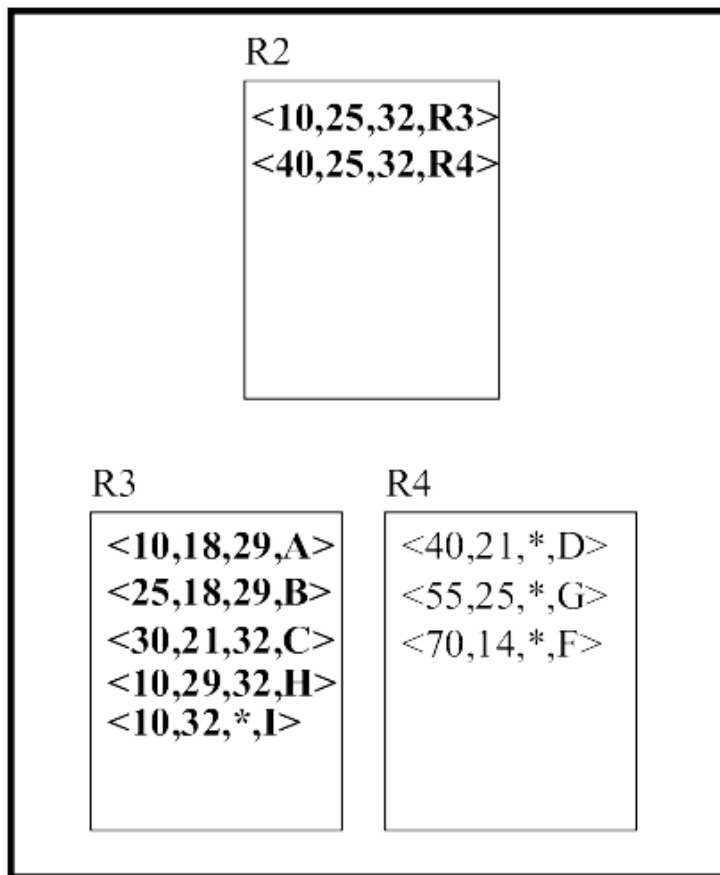 R2
<10,25,32,R3>
<40,25,32,R4>
R3
<10,18,29,A>
<25,18,29,B>
<30,21,32,C>
<10,29,32,H>
<10,32,*,I>
R4
<40,21,*,D>
<55,25,*,G>
<70,14,*,F>